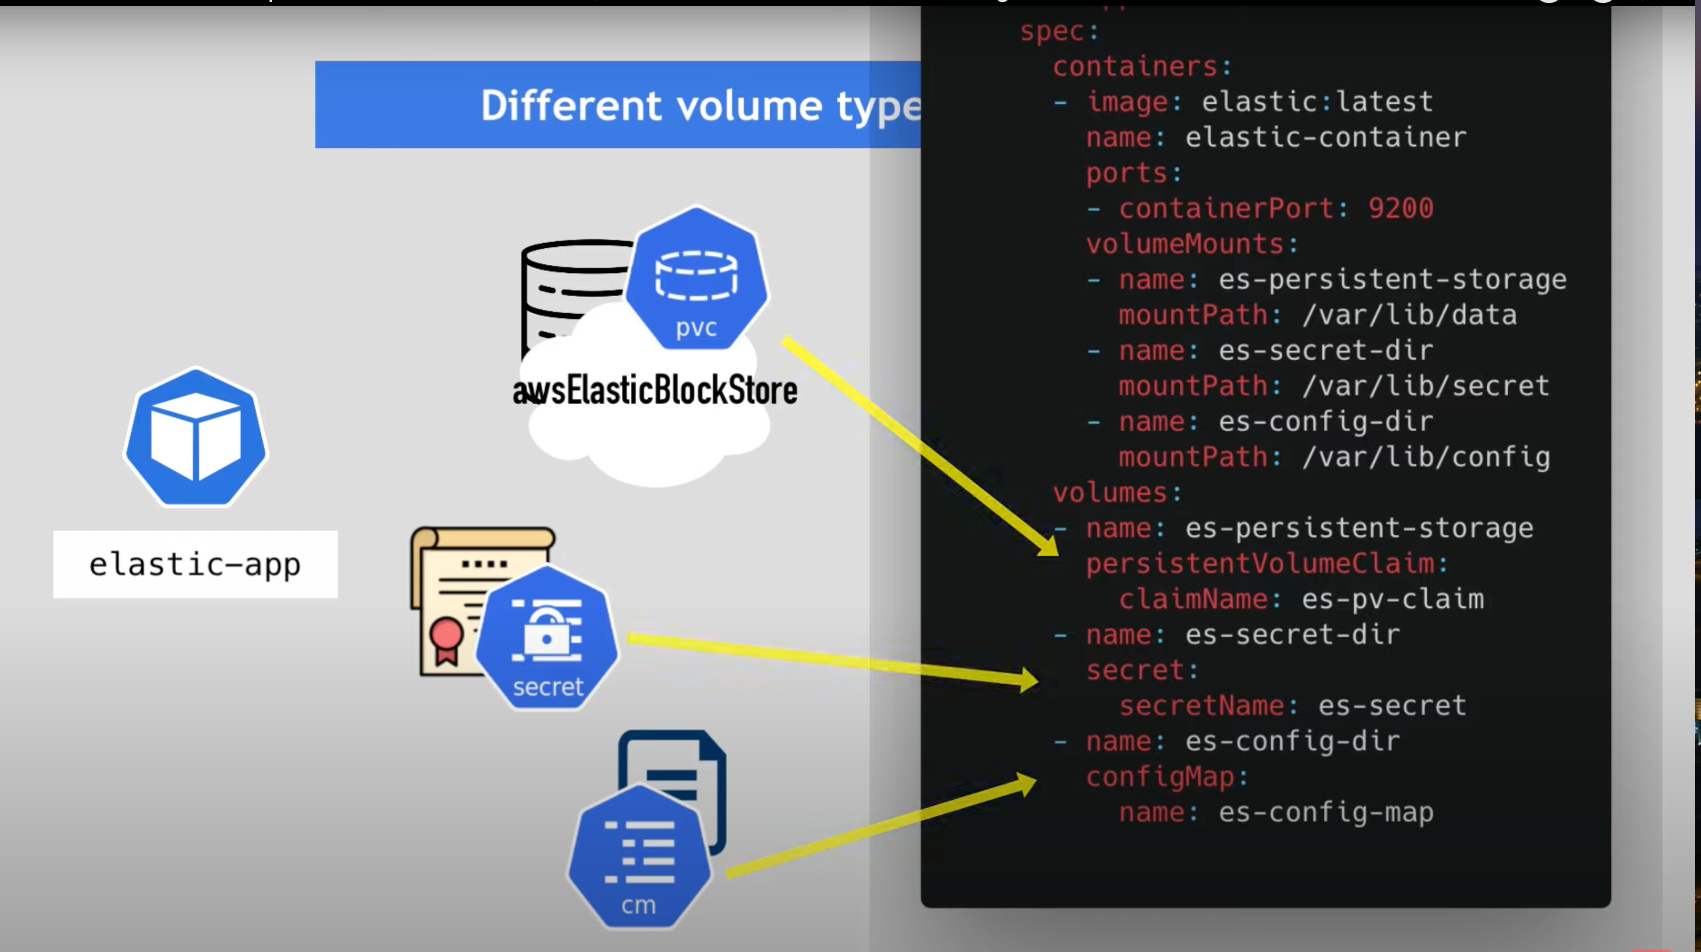 Different volume type
pvc
awsElasticBlockStore
elastic-app
secret
cm
spec:
containers:
- image: elastic:latest
name: elastic-container
ports:
- containerPort: 9200
volumeMounts:
- name: es-persistent-storage
mountPath: /var/lib/data
- name: es-secret-dir
mountPath: /var/lib/secret
- name: es-config-dir
mountPath: /var/lib/config
volumes:
- name: es-persistent-storage
persistentVolumeClaim:
claimName: es-pv-claim
- name: es-secret-dir
secret:
secretName: es-secret
- name: es-config-dir
configMap:
name: es-config-map